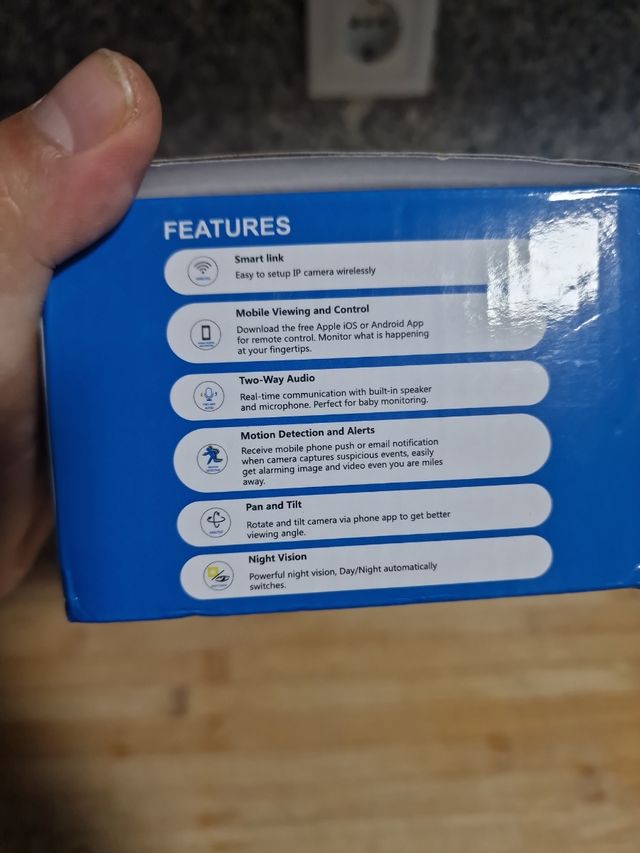 FEATURES
Smart link
Easy to setup IP camera wirelessly
Mobile Viewing and Control
Download the free Apple iOS or Android App
for remote control. Monitor what is happening
at your fingertips.
Two-Way Audio
Real-time communication with built-in speaker
and microphone. Perfect for baby monitoring.
Motion Detection and Alerts
Receive mobile phone push or email notification
when camera captures suspicious events, easily
get alarming image and video even you are miles
away.
Pan and Tilt
Rotate and tilt camera via phone app to get better
viewing angle.
Night Vision
Powerful night vision, Day/Night automatically
switches.